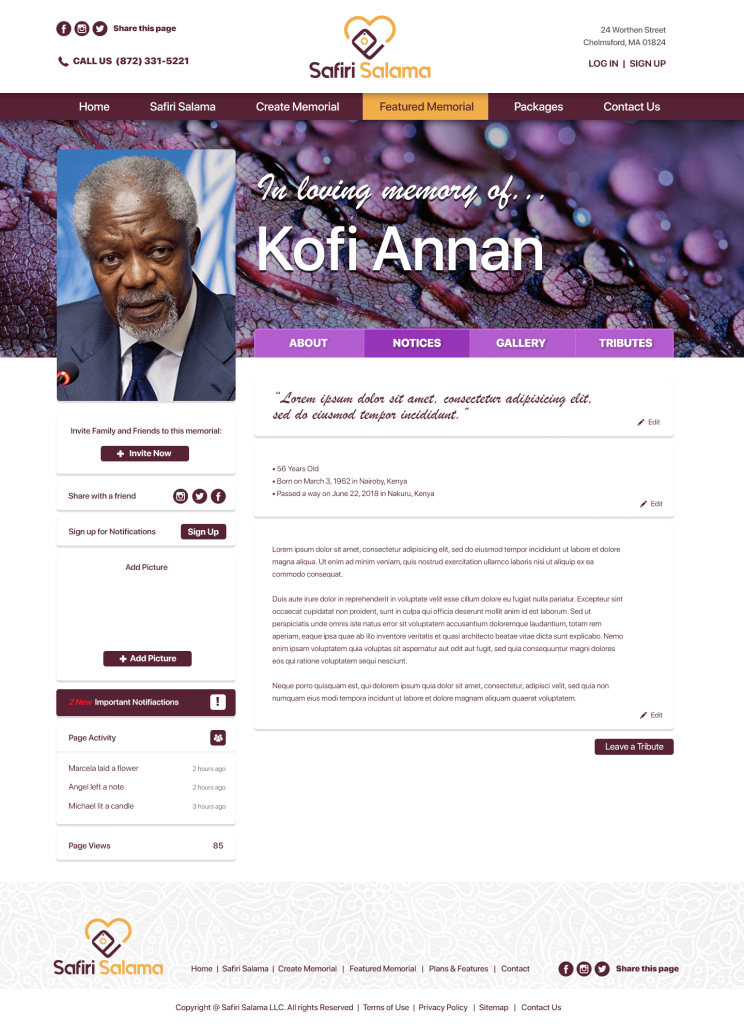 Share this page
24 Worthen Street
Chelmsford, MA 01824
CALL US (872) 331-5221
LOG IN | SIGN UP
Safiri Salama
Home
Safiri Salama
Create Memorial
Featured Memorial
Packages
Contact Us
In loving memory of...
Kofi Annan
ABOUT
NOTICES
GALLERY
TRIBUTES
"Lorem ipsum dolor sit amet, consectetur adipisicing elit,
sed do eiusmod tempor incididunt."
Edit
Invite Family and Friends to this memorial:
Invite Now
Share with a friend
Sign up for Notifications
Sign Up
Add Picture
Add Picture
2 New Important Notifiactions
!
Page Activity
Marcela laid a flower 2 hours ago
Angel left a note 2 hours ago
Michael lit a candle 3 hours ago
Page Views 85
• 56 Years Old
• Born on March 3, 1962 in Nairoby, Kenya
• Passed a way on June 22, 2018 in Nakuru, Kenya
Edit
Lorem ipsum dolor sit amet, consectetur adipisicing elit, sed do eiusmod tempor incididunt ut labore et dolore
magna aliqua. Ut enim ad minim veniam, quis nostrud exercitation ullamco laboris nisi ut aliquip ex ea
commodo consequat.
Duis aute irure dolor in reprehenderit in voluptate velit esse cillum dolore eu fugiat nulla pariatur. Excepteur sint
occaecat cupidatat non proident, sunt in culpa qui officia deserunt mollit anim id est laborum. Sed ut
perspiciatis unde omnis iste natus error sit voluptatem accusantium doloremque laudantium, totam rem
aperiam, eaque ipsa quae ab illo inventore veritatis et quasi architecto beatae vitae dicta sunt explicabo. Nemo
enim ipsam voluptatem quia voluptas sit aspernatur aut odit aut fugit, sed quia consequuntur magni dolores
eos qui ratione voluptatem sequi nesciunt.
Neque porro quisquam est, qui dolorem ipsum quia dolor sit amet, consectetur, adipisci velit, sed quia non
numquam eius modi tempora incidunt ut labore et dolore magnam aliquam quaerat voluptatem.
Edit
Leave a Tribute
Safiri Salama
Home | Safiri Salama | Create Memorial | Featured Memorial | Plans & Features | Contact
Share this page
Copyright @ Safiri Salama LLC. All rights Reserved | Terms of Use | Privacy Policy | Sitemap | Contact Us